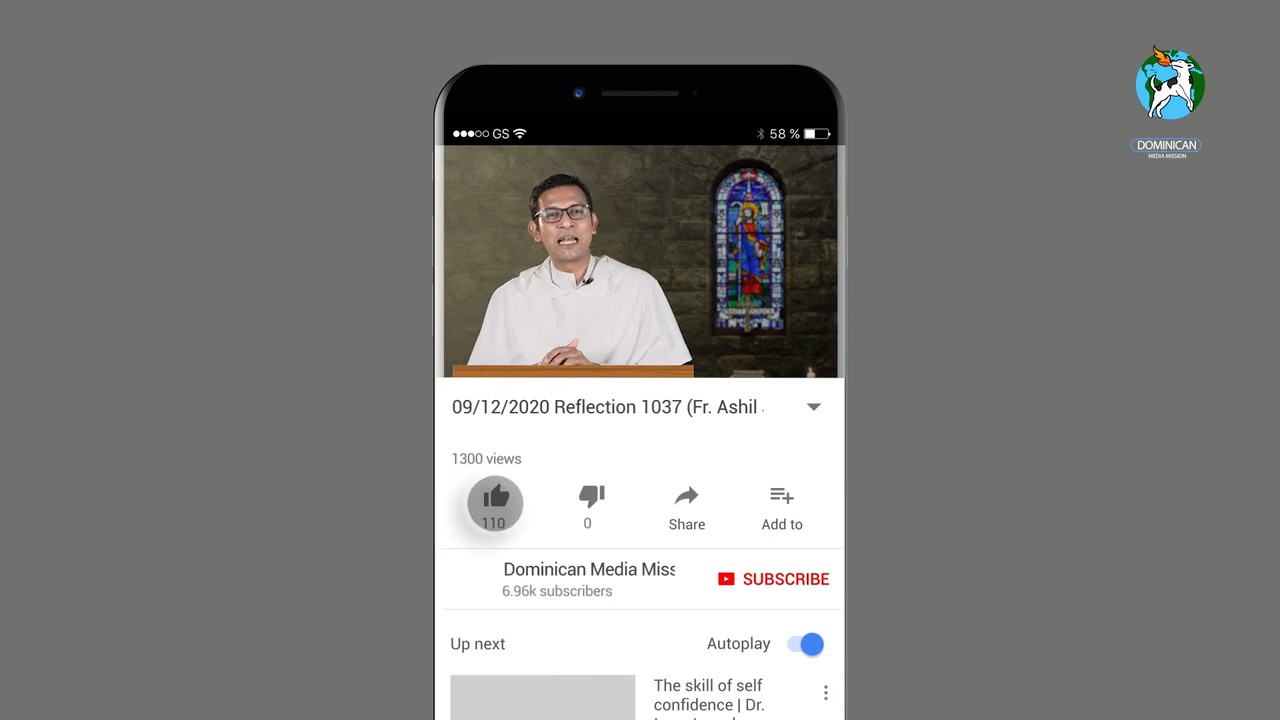 GS
58 %
DOMINICAN
MEDIA MISSION
09/12/2020 Reflection 1037 (Fr. Ashil
1300 views
110
0
Share
Add to
Dominican Media Miss
6.96k subscribers
SUBSCRIBE
Up next
Autoplay
The skill of self
confidence | Dr.